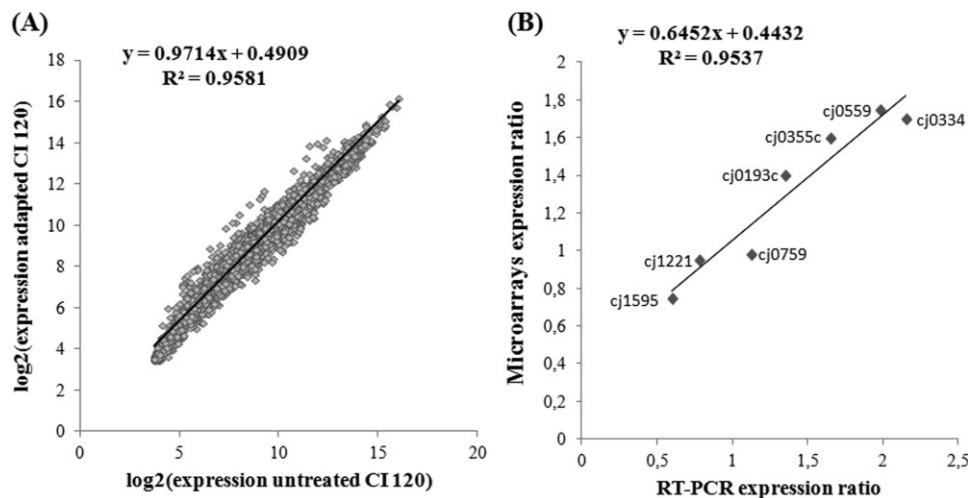 (A)
y = 0.9714x + 0.4909
R² = 0.9581
log2(expression adapted CI 120)
18
16
14
12
10
8
6
4
2
0
0
5
10
15
20
log2(expression untreated CI 120)
(B)
y = 0.6452x + 0.4432
R² = 0.9537
Microarrays expression ratio
2
1,8
1,6
1,4
1,2
1
0,8
0,6
0,4
0,2
0
cj0559
cj0334
cj0355c
cj0193c
cj1221
cj0759
cj1595
0
0,5
1
1,5
2
2,5
RT-PCR expression ratio